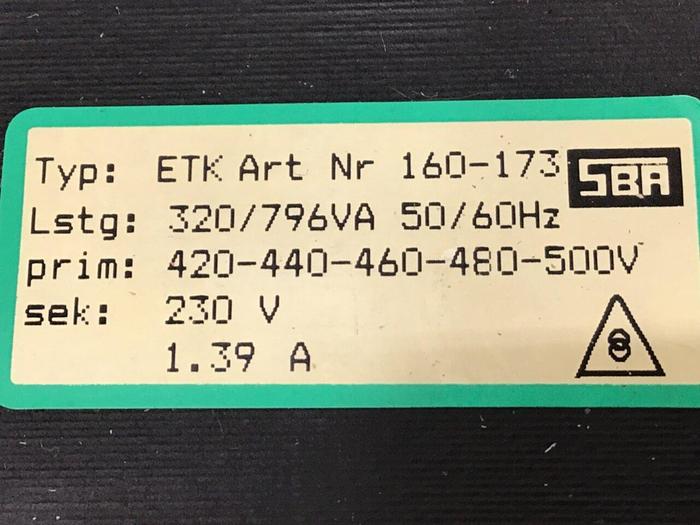 Typ: ETK Art Nr 160-173 SBA
Lstg: 320/796VA 50/60Hz
prim: 420-440-460-480-500V
sek: 230 V
1.39 A